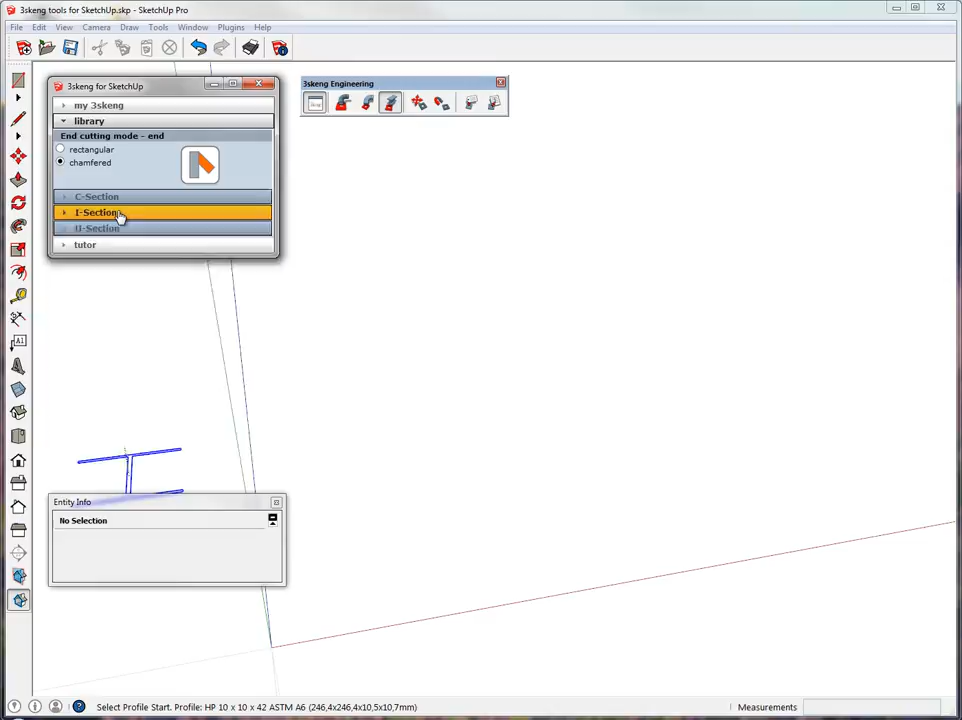 3skeng tools for SketchUp.skp - SketchUp Pro
File Edit View Camera Draw Tools Window Plugins Help
3skeng for SketchUp
my 3skeng
library
End cutting mode - end
rectangular
chamfered
C-Section
I-Section
U-Section
tutor
3skeng Engineering
A1
Entity Info
No Selection
Select Profile Start. Profile: HP 10 x 10 x 42 ASTM A6 (246,4x246,4x10,5x10,7mm)
Measurements